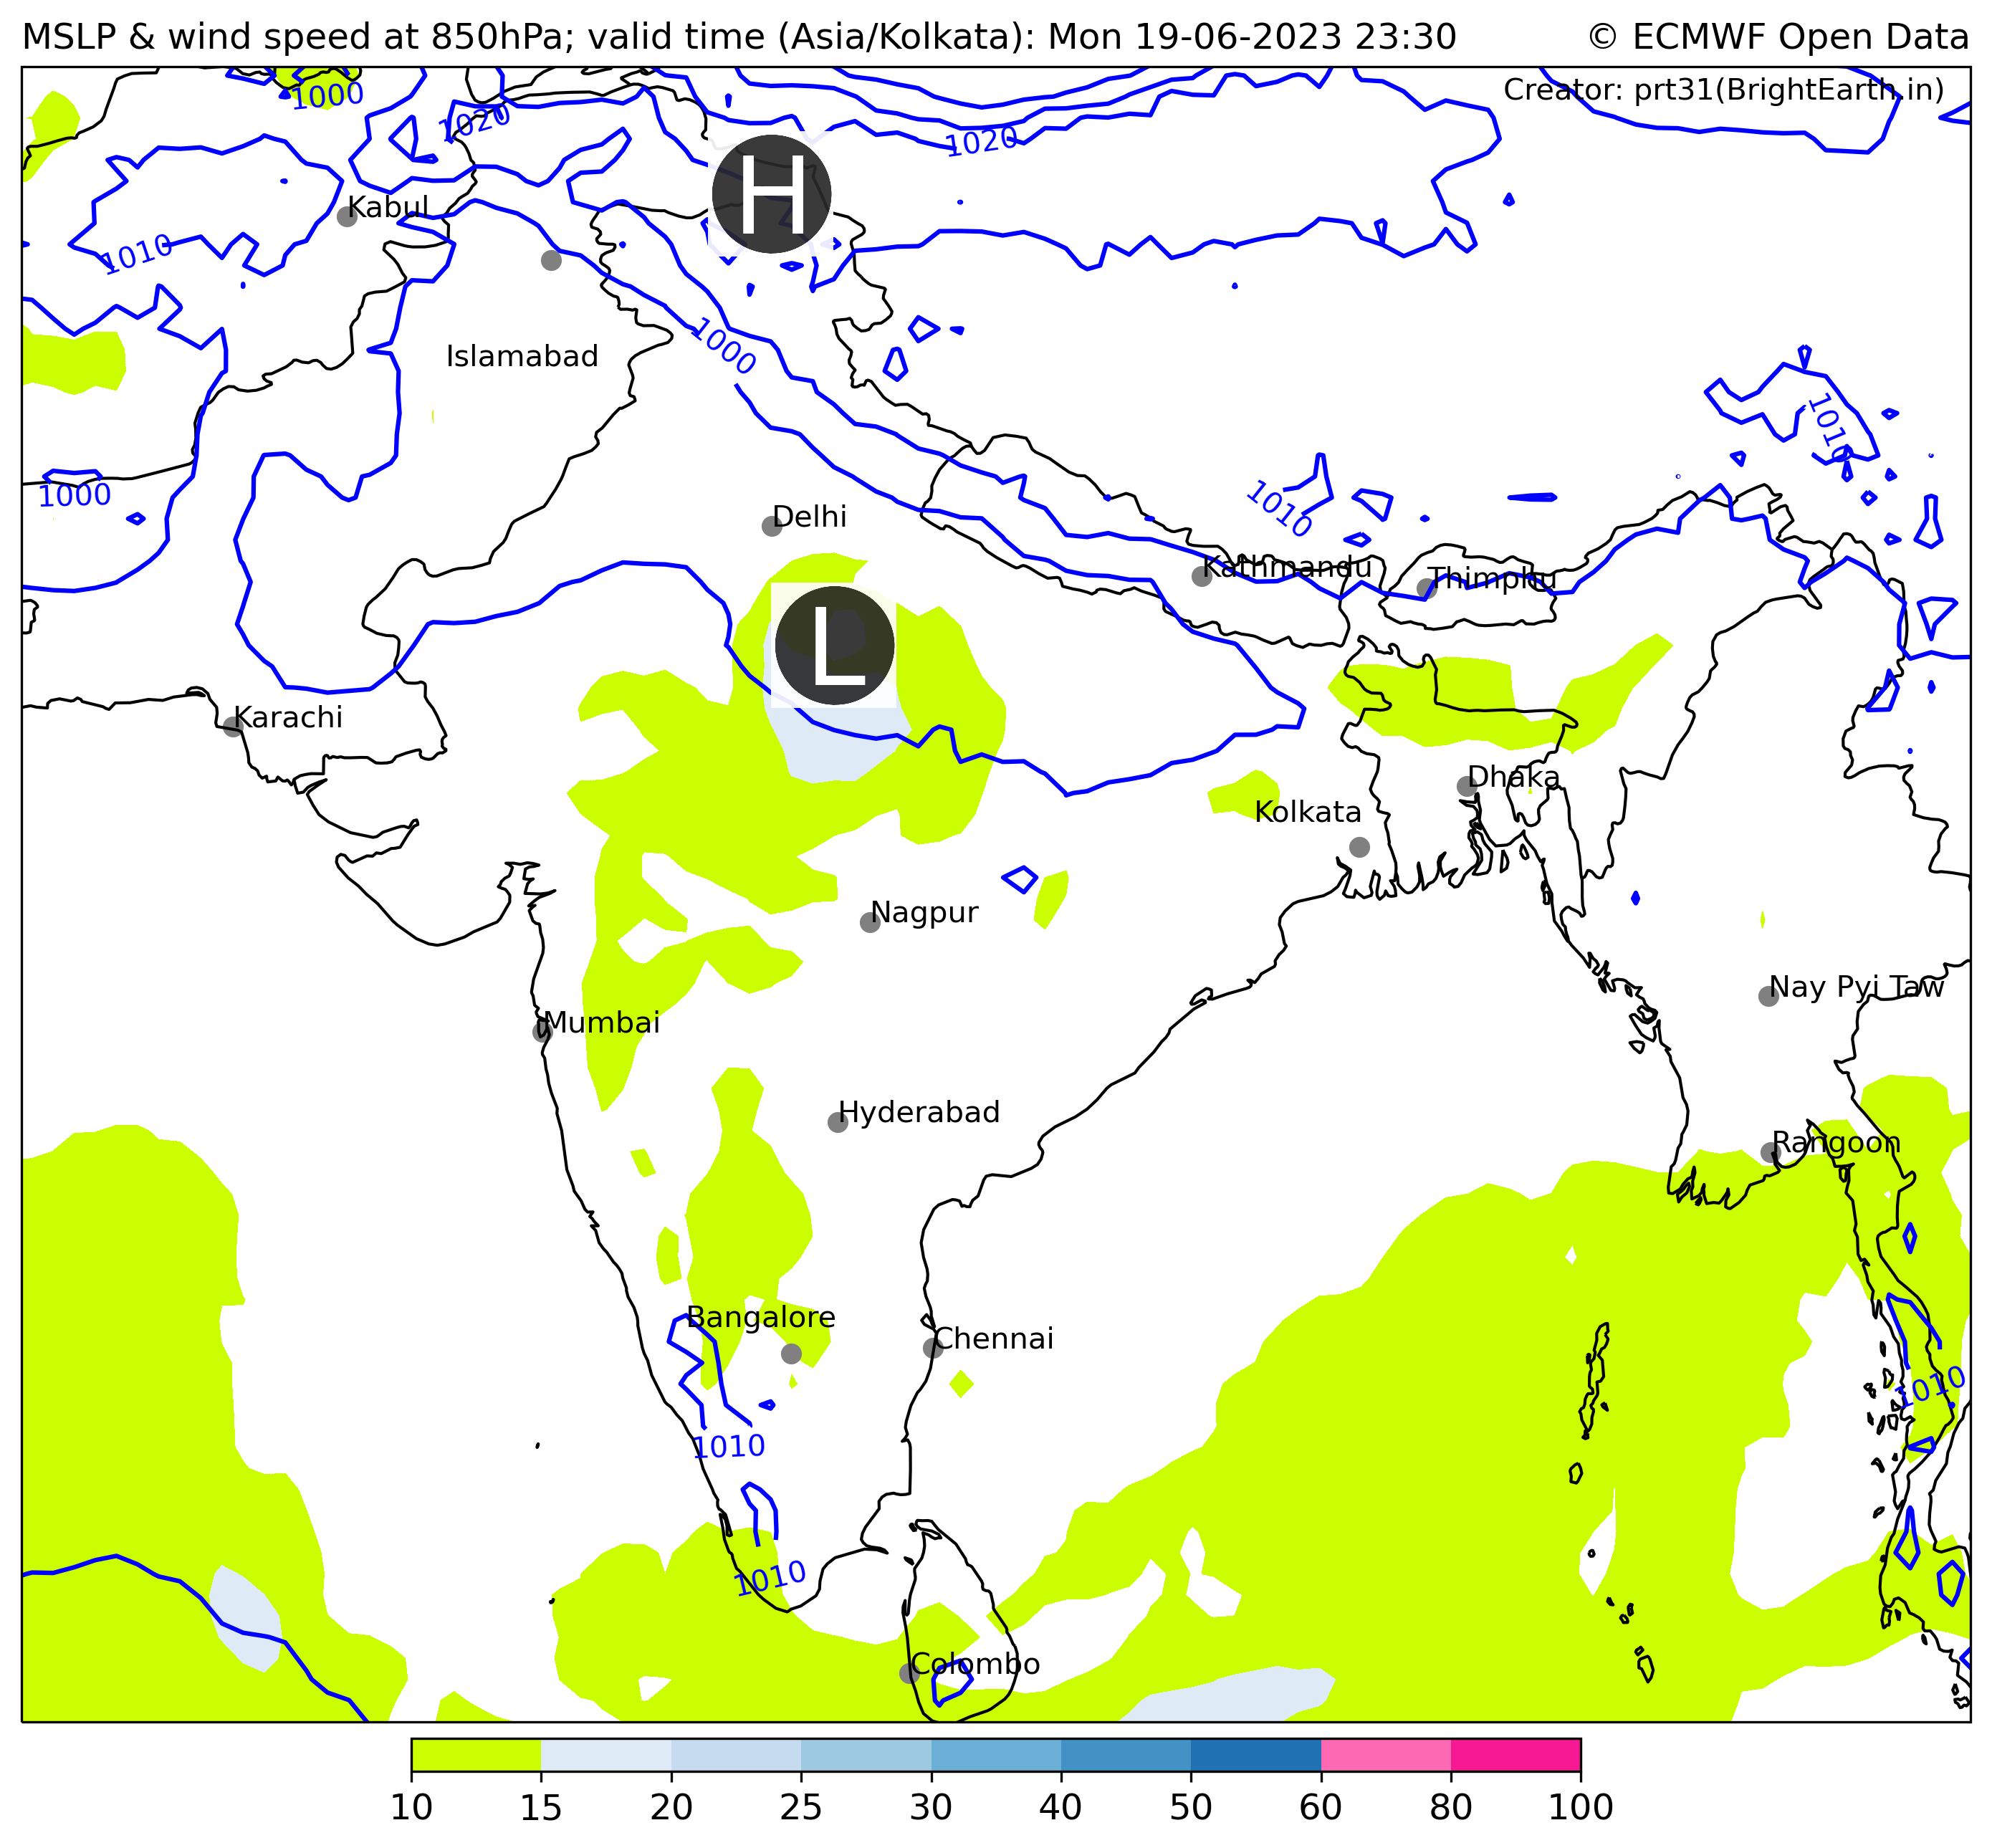 MSLP & wind speed at 850hPa; valid time (Asia/Kolkata): Mon 19-06-2023 23:30
© ECMWF Open Data
Creator: prt31(BrightEarth.in)
1000
1020
1020
H
Kabul
1010
1000
Islamabad
1010
1000
1010
Delhi
Kathmandu
Thimphu
L
Karachi
Dhaka
Kolkata
Nagpur
Nay Pyi Taw
Mumbai
Hyderabad
Rangoon
Bangalore
Chennai
1010
1010
1010
Colombo
10 15 20 25 30 40 50 60 80 100